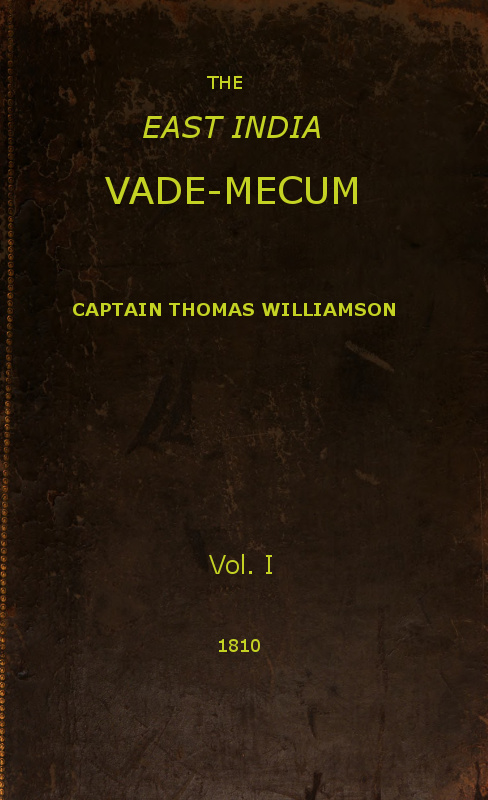 THE
EAST INDIA
VADE-MECUM
CAPTAIN THOMAS WILLIAMSON
Vol. I
1810